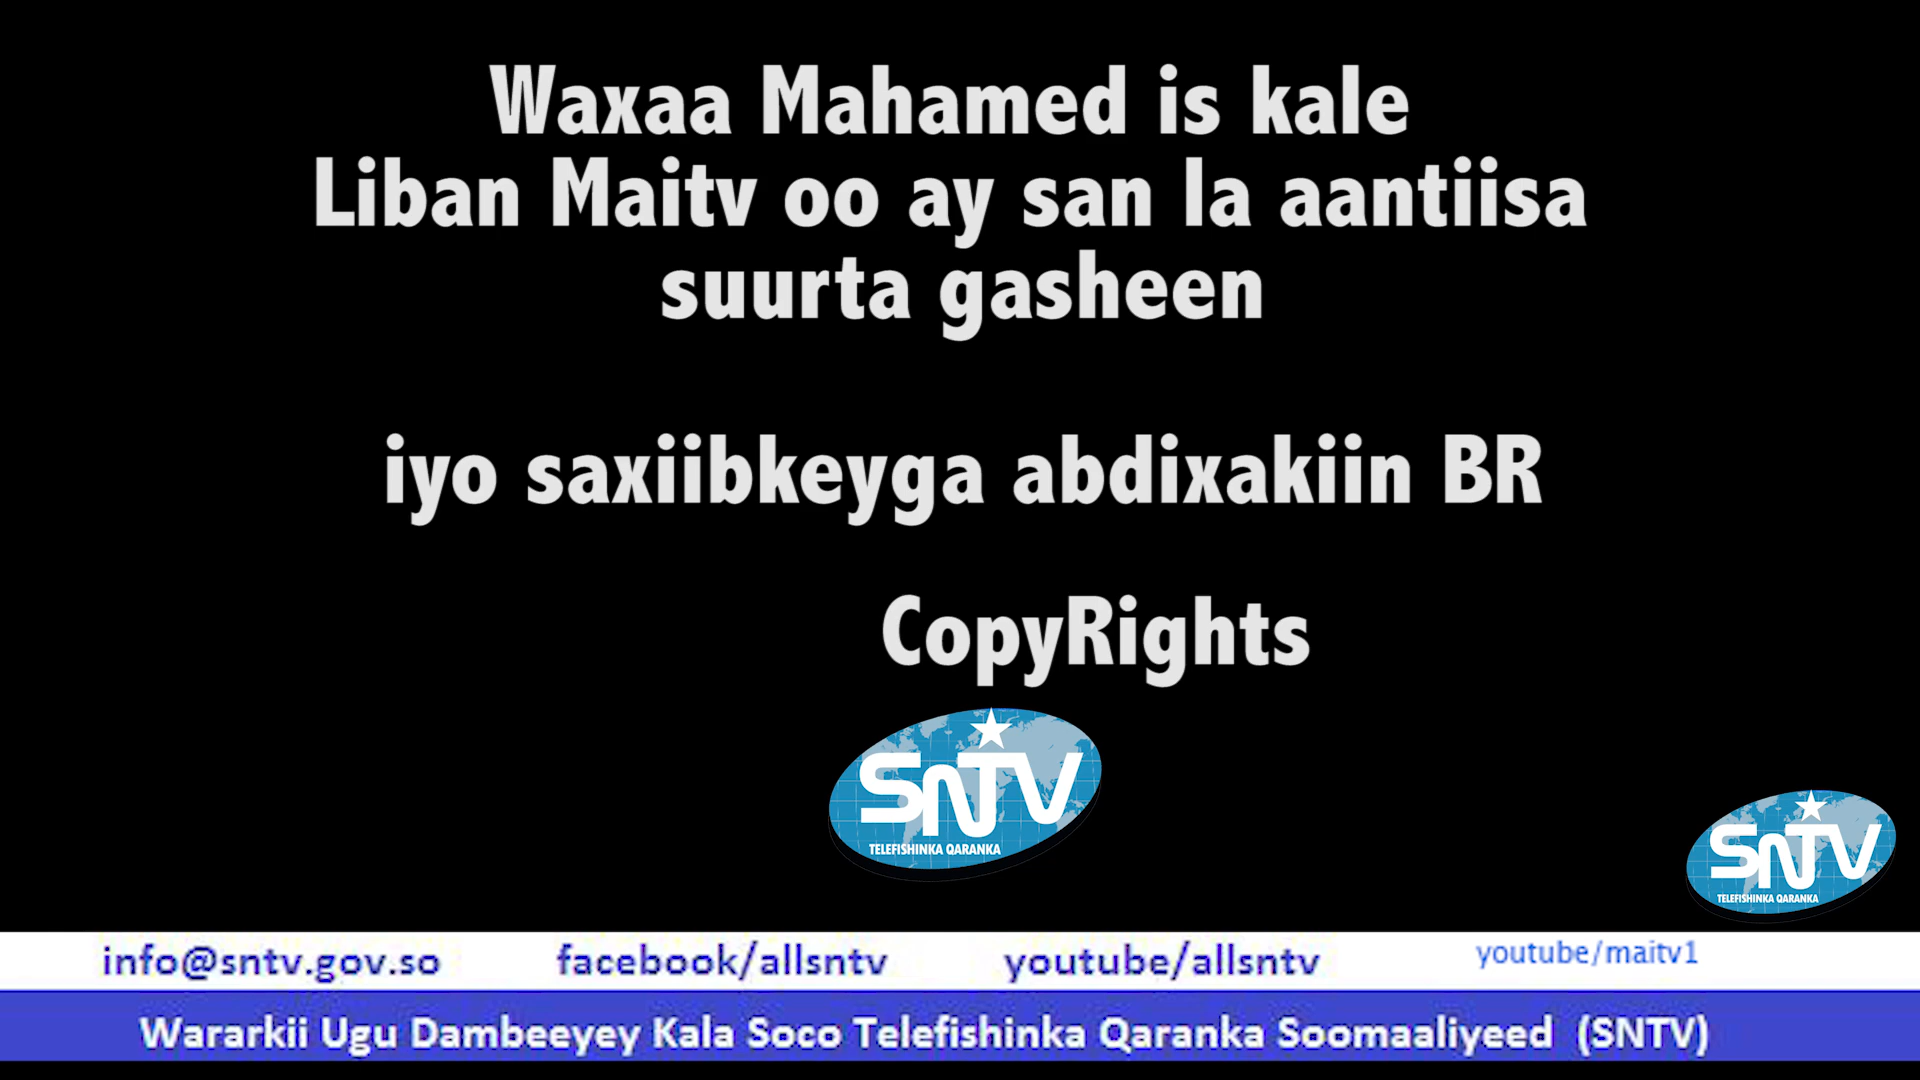 Waxaa Mahamed is kale
Liban Maitv oo ay san la aantiisa
suurta gasheen
iyo saxiibkeyga abdixakiin BR
CopyRights
SNTV
TELEFISHINKA QARANKA
SNTV
TELEFISHINKA QARANKA
info@sntv.gov.so facebook/allsntv youtube/allsntv youtube/maitv1
Wararkii Ugu Dambeeyey Kala Soco Telefishinka Qaranka Soomaaliyeed (SNTV)